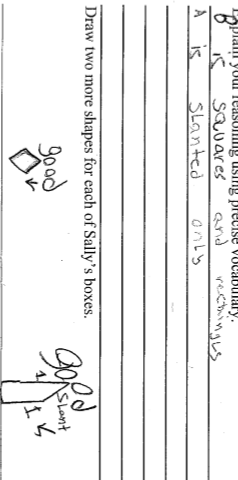 plain your reasoning using precise vocabulary.
B is squares and rectangles
A is slanted only
Draw two more shapes for each of Sally's boxes.
good
good
slant